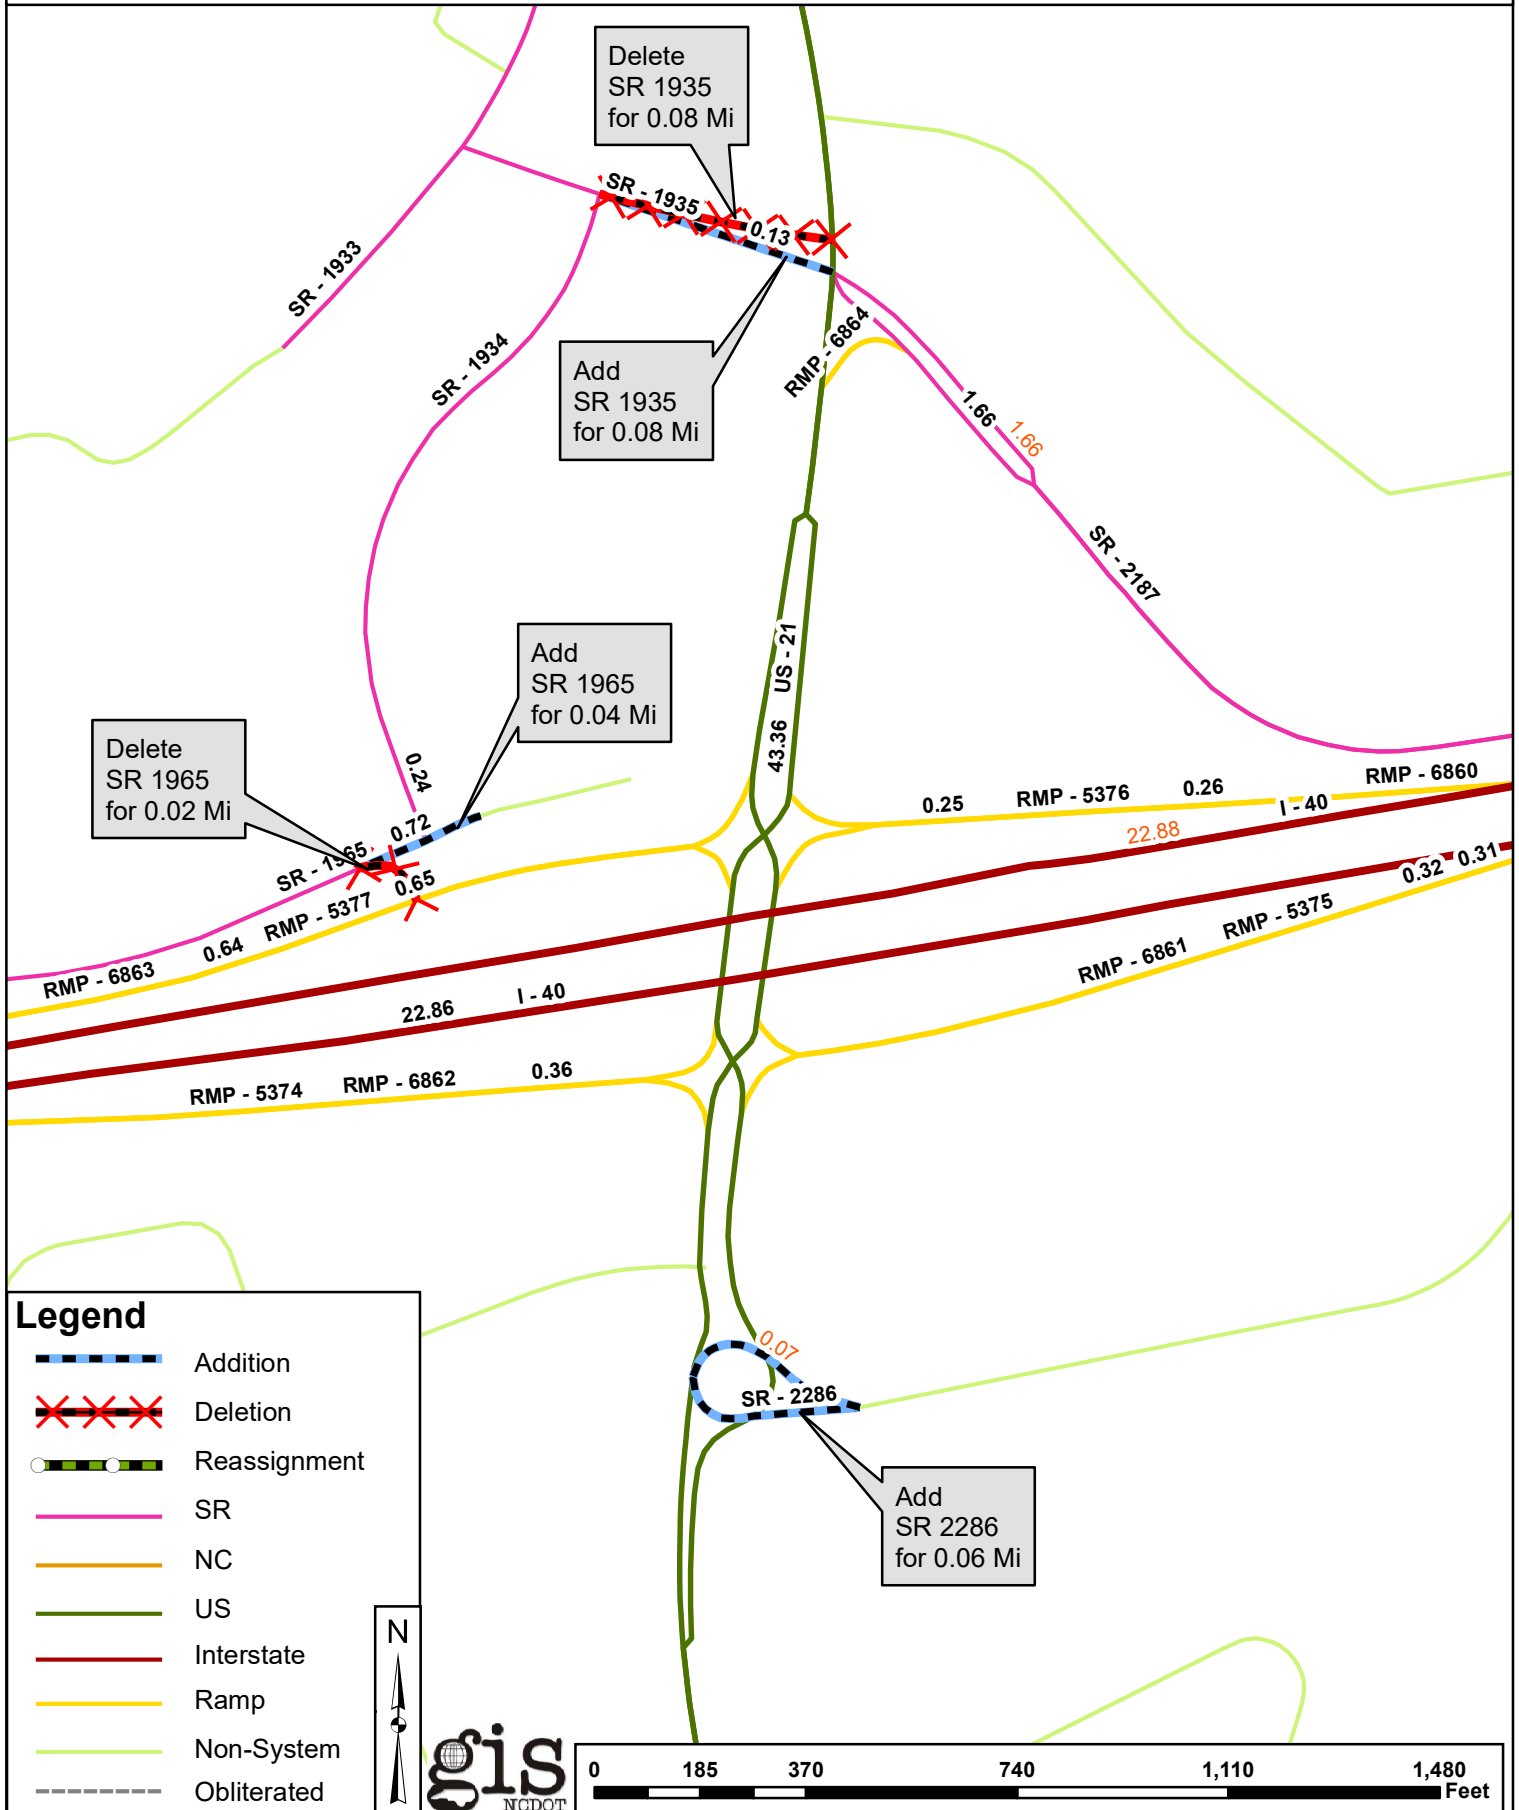 Delete
SR 1935
for 0.08 Mi
SR - 1935
0.13
SR - 1933
SR - 1934
RMP - 6864
Add
SR 1935
for 0.08 Mi
1.66
1.66
SR - 2187
US - 21
43.36
Add
SR 1965
for 0.04 Mi
Delete
SR 1965
for 0.02 Mi
0.24
0.72
SR - 1965
0.65
RMP - 5377
0.64
RMP - 6863
0.25
RMP - 5376
0.26
RMP - 6860
I - 40
22.88
0.31
0.32
RMP - 5375
RMP - 6861
I - 40
22.86
0.36
RMP - 6862
RMP - 5374
0.07
SR - 2286
Add
SR 2286
for 0.06 Mi
Legend
Addition
Deletion
Reassignment
SR
NC
US
Interstate
Ramp
Non-System
Obliterated
N
gis
NCDOT
0 185 370 740 1,110 1,480
Feet